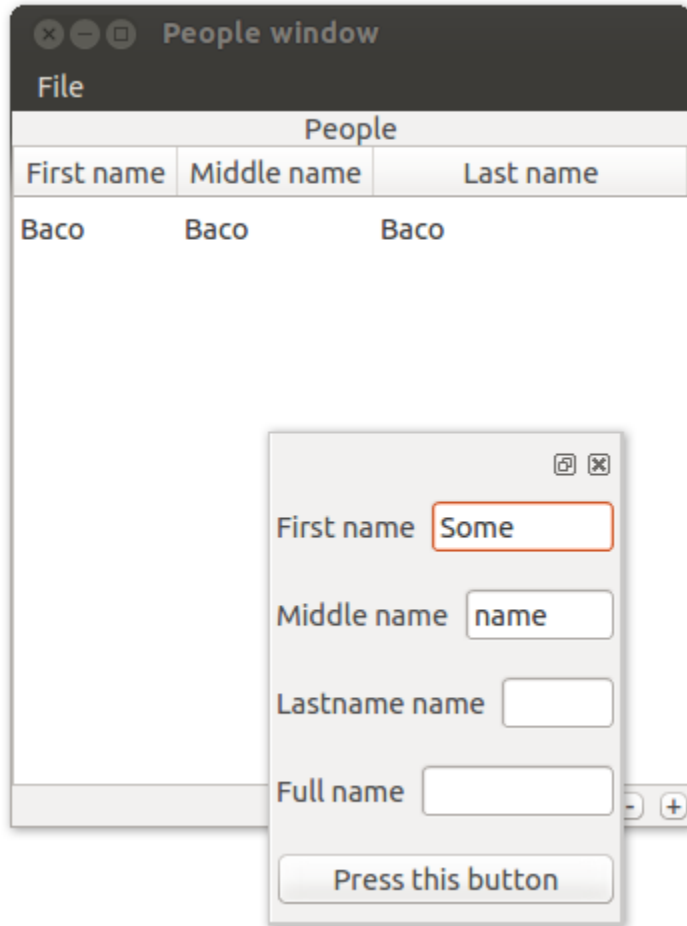 People window
File
People
First name Middle name Last name
Baco Baco Baco
First name Some
Middle name name
Lastname name
Full name
- +
Press this button